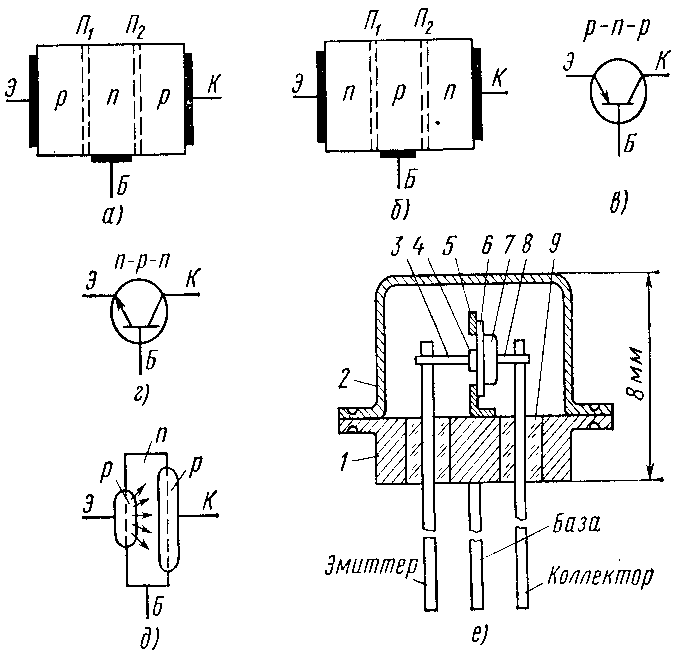 П₁ П₂
Э р п р К
Б
а)
П₁ П₂
Э п р п К
Б
б)
р-п-р
Э К
Б
в)
п-р-п
Э К
Б
г)
3 4 5 6 7 8 9
2
1
8 мм
База
Эмиттер
Коллектор
е)
п
р р
Э К
Б
д)